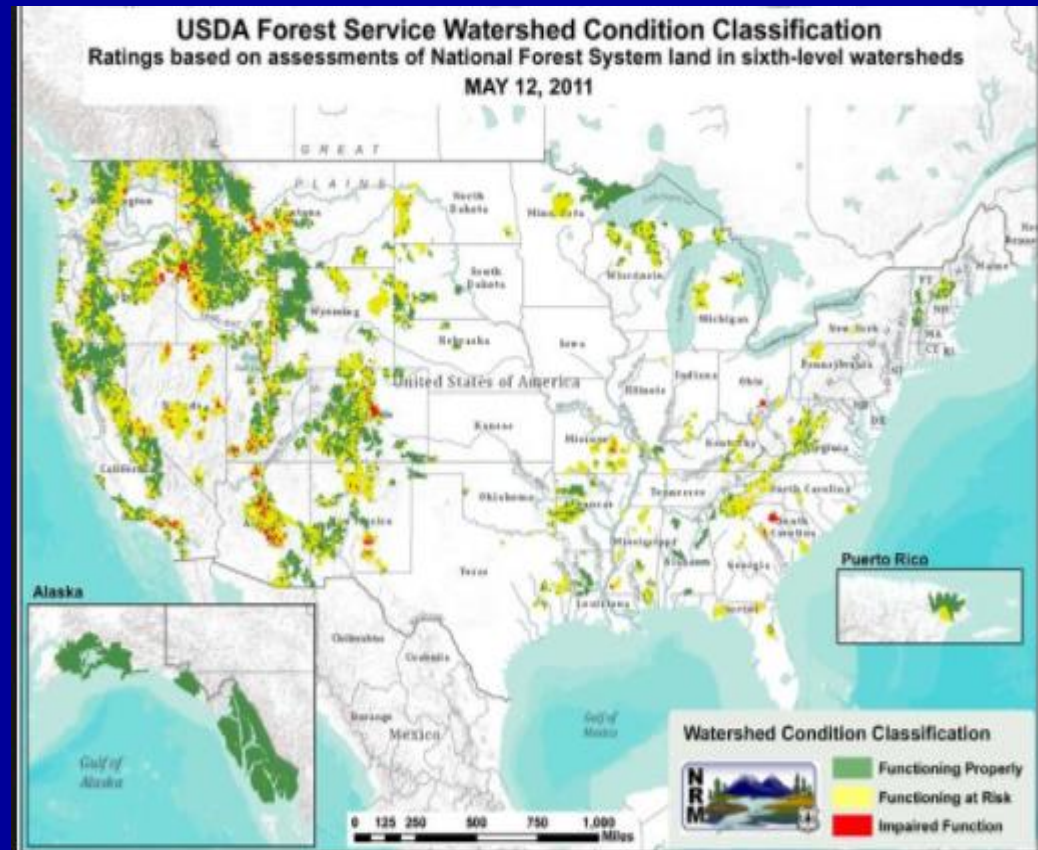 USDA Forest Service Watershed Condition Classification
Ratings based on assessments of National Forest System land in sixth-level watersheds
MAY 12, 2011
GREAT
PLAINS
North
Dakota
South
Dakota
Wisconsin
Michigan
Wyoming
Nebraska
Iowa
United States of America
Illinois
Indiana
Ohio
Pennsylvania
New York
Maine
VT
NH
MA
CT RI
NJ
DE
Kansas
Missouri
Kentucky
Virginia
Nevada
California
Oklahoma
Tennessee
North Carolina
South
Carolina
Mississippi
Alabama
Georgia
Texas
Louisiana
Puerto Rico
Alaska
Chihuahua
Coahuila
Durango
Mexico
Gulf of
Mexico
Gulf of
Alaska
0 125 250 500 750 1,000
Miles
Watershed Condition Classification
NRM
Functioning Properly
Functioning at Risk
Impaired Function